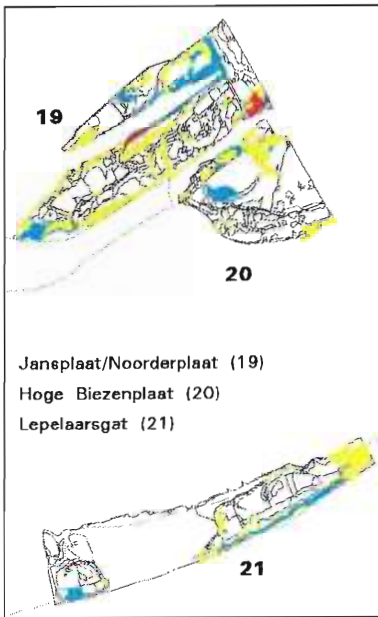 19
20
Jansplaat/Noorderplaat (19)
Hoge Biezenplaat (20)
Lepelaarsgat (21)
21